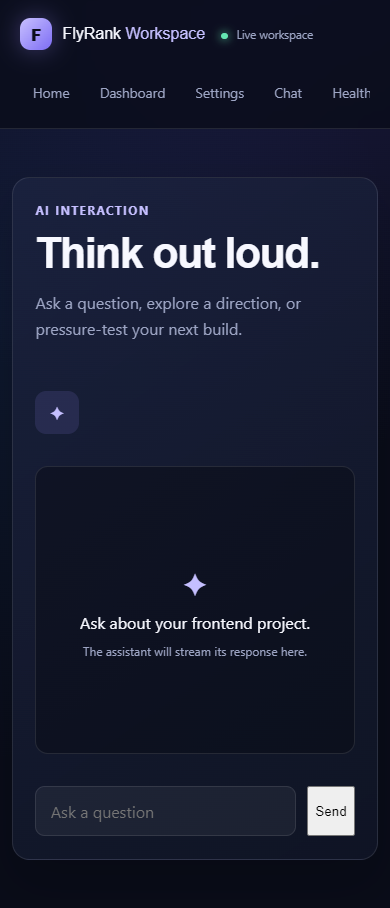 F FlyRank Workspace Live workspace
Home Dashboard Settings Chat Health
AI INTERACTION
Think out loud.
Ask a question, explore a direction, or
pressure-test your next build.
Ask about your frontend project.
The assistant will stream its response here.
Ask a question Send